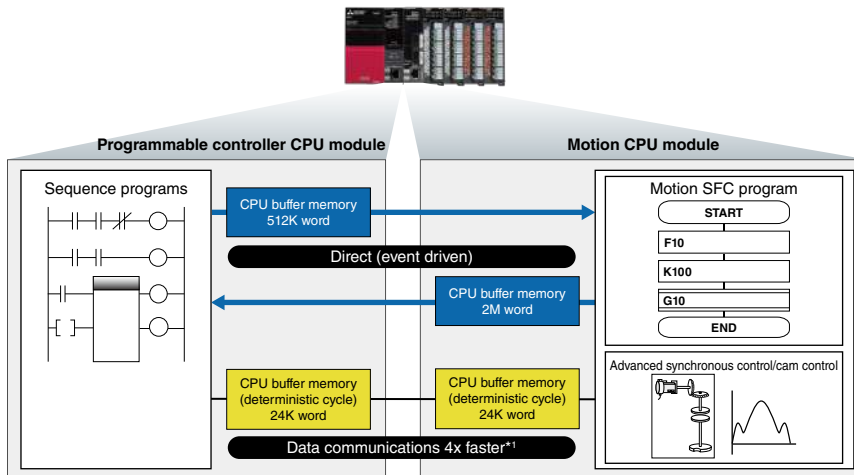 Programmable controller CPU module
Motion CPU module
Sequence programs
CPU buffer memory
512K word
Direct (event driven)
CPU buffer memory
2M word
CPU buffer memory
(deterministic cycle)
24K word
CPU buffer memory
(deterministic cycle)
24K word
Data communications 4x faster*1
Motion SFC program
START
F10
K100
G10
END
Advanced synchronous control/cam control